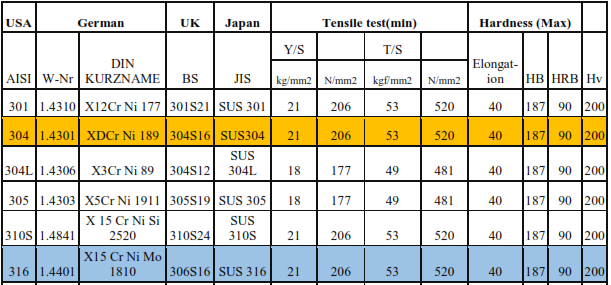 USA German UK Japan Tensile test(min) Hardness (Max)
Y/S T/S
AISI W-Nr DIN KURZNAME BS JIS kg/mm2 N/mm2 kgf/mm2 N/mm2 Elongat-ion HB HRB Hv
301 1.4310 X12Cr Ni 177 301S21 SUS 301 21 206 53 520 40 187 90 200
304 1.4301 XDCr Ni 189 304S16 SUS304 21 206 53 520 40 187 90 200
304L 1.4306 X3Cr Ni 89 304S12 SUS 304L 18 177 49 481 40 187 90 200
305 1.4303 X5Cr Ni 1911 305S19 SUS 305 18 177 49 481 40 187 90 200
310S 1.4841 X 15 Cr Ni Si 2520 310S24 SUS 310S 21 206 53 520 40 187 90 200
316 1.4401 X15 Cr Ni Mo 1810 306S16 SUS 316 21 206 53 520 40 187 90 200